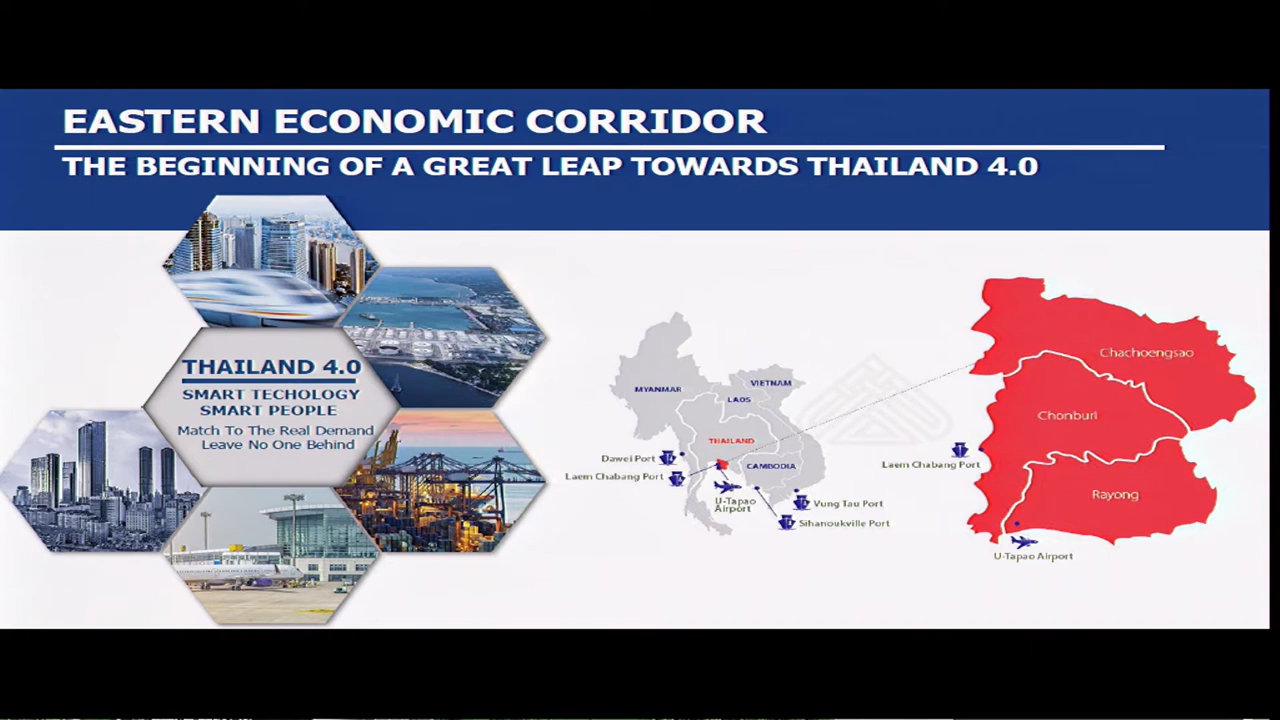 EASTERN ECONOMIC CORRIDOR
THE BEGINNING OF A GREAT LEAP TOWARDS THAILAND 4.0
THAILAND 4.0
SMART TECHOLOGY
SMART PEOPLE
Match To The Real Demand
Leave No One Behind
MYANMAR
VIETNAM
LAOS
THAILAND
CAMBODIA
Dawei Port
Laem Chabang Port
U-Tapao
Airport
Vung Tau Port
Sihanoukville Port
Chachoengsao
Chonburi
Laem Chabang Port
Rayong
U-Tapao Airport